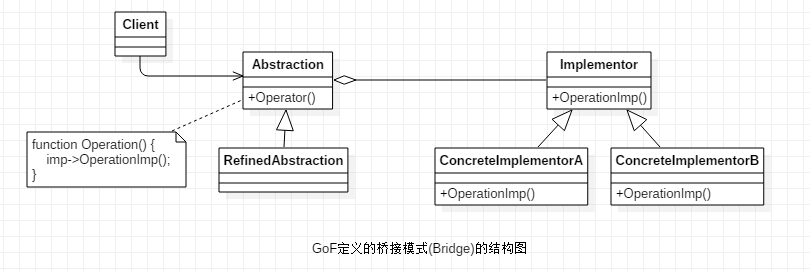 Client
Abstraction
+Operator()
Implementor
+OperationImp()
function Operation() {
imp->OperationImp();
}
RefinedAbstraction
ConcreteImplementorA
+OperationImp()
ConcreteImplementorB
+OperationImp()
GoF定义的桥接模式(Bridge)的结构图